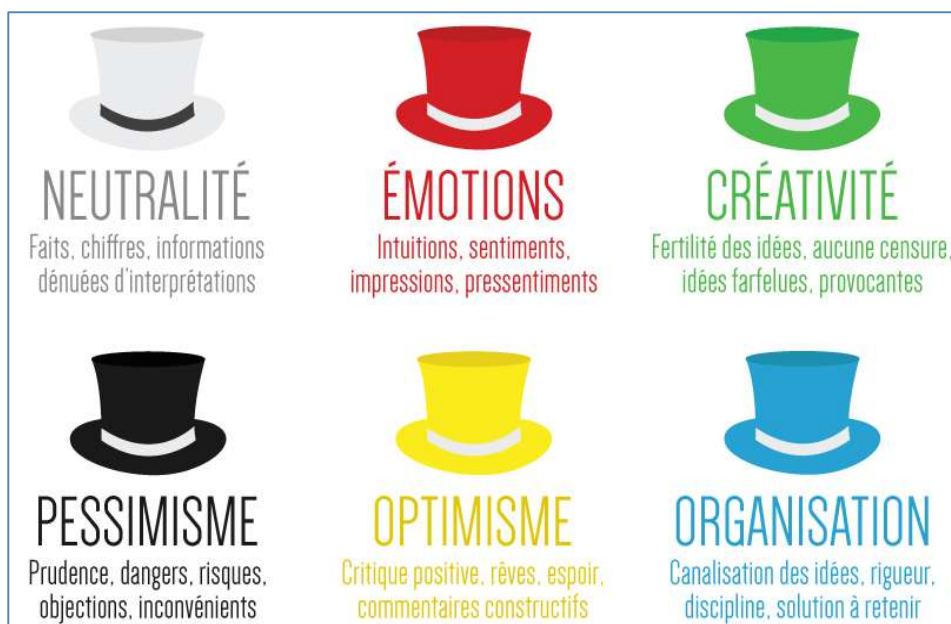 NEUTRALITÉ
Faits, chiffres, informations
dénuées d'interprétations
ÉMOTIONS
Intuitions, sentiments,
impressions, pressentiments
CRÉATIVITÉ
Fertilité des idées, aucune censure,
idées farfelues, provocantes
PESSIMISME
Prudence, dangers, risques,
objections, inconvénients
OPTIMISME
Critique positive, rêves, espoir,
commentaires constructifs
ORGANISATION
Canalisation des idées, rigueur,
discipline, solution à retenir